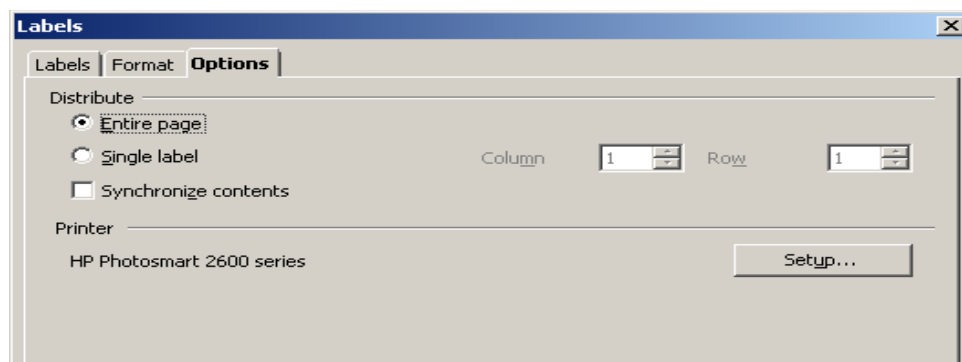 Labels
Labels Format Options
Distribute
Entire page
Single label Column 1 Row 1
Synchronize contents
Printer
HP Photosmart 2600 series Setup...